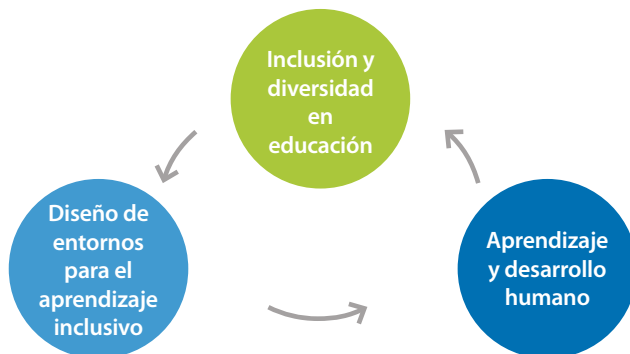 Inclusión y
diversidad
en
educación
Diseño de
entornos
para el
aprendizaje
inclusivo
Aprendizaje
y desarrollo
humano